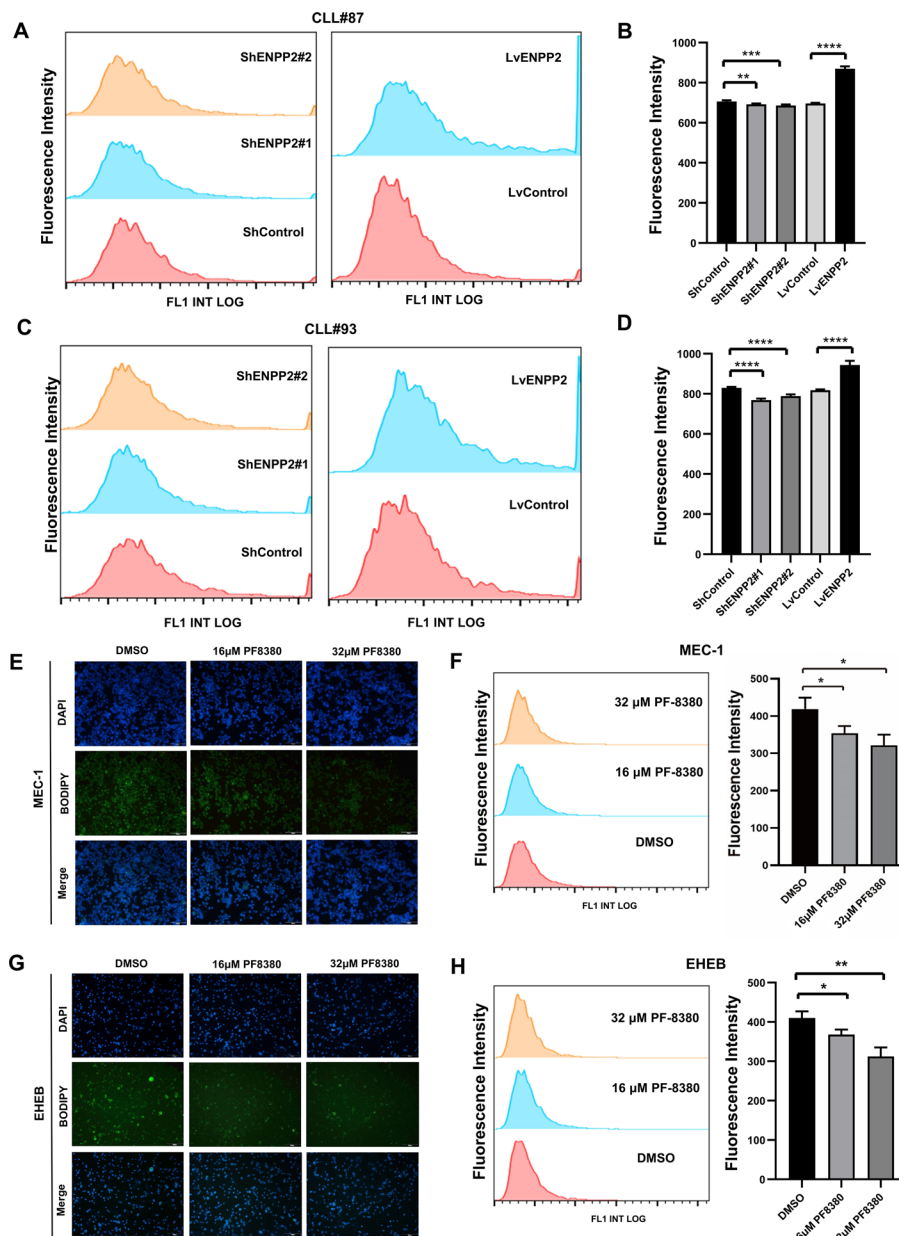 CLL#87
A
Fluorescence Intensity
ShENPP2#2
ShENPP2#1
ShControl
LvENPP2
LvControl
FL1 INT LOG
B
Fluorescence Intensity
1000
800
600
400
200
0
**
***
****
ShControl
ShENPP2#1
ShENPP2#2
LvControl
LvENPP2
C
CLL#93
Fluorescence Intensity
ShENPP2#2
ShENPP2#1
ShControl
LvENPP2
LvControl
FL1 INT LOG
FL1 INT LOG
D
Fluorescence Intensity
1000
800
600
400
200
0
****
****
****
ShControl
ShENPP2#1
ShENPP2#2
LvControl
LvENPP2
E
DMSO
16μM PF8380
32μM PF8380
MEC-1
DAPI
BODIPY
Merge
F
MEC-1
Fluorescence Intensity
32 μM PF-8380
16 μM PF-8380
DMSO
FL1 INT LOG
Fluorescence Intensity
500
400
300
200
100
0
*
*
DMSO
16μM PF8380
32μM PF8380
G
DMSO
16μM PF8380
32μM PF8380
EHEB
DAPI
BODIPY
Merge
H
EHEB
Fluorescence Intensity
32 μM PF-8380
16 μM PF-8380
DMSO
FL1 INT LOG
Fluorescence Intensity
500
400
300
200
100
0
**
*
DMSO
6μM PF8380
2μM PF8380